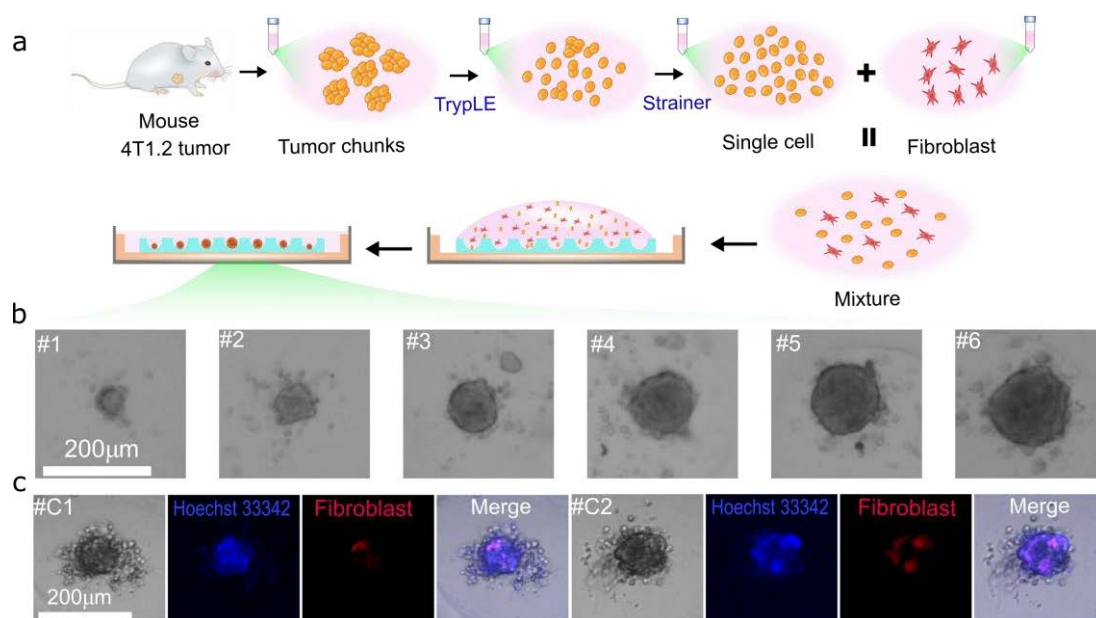 a
Mouse
4T1.2 tumor
Tumor chunks
TrypLE
Strainer
Single cell
+
=
Fibroblast
Mixture
b
#1
#2
#3
#4
#5
#6
200μm
c
#C1
Hoechst 33342
Fibroblast
Merge
#C2
Hoechst 33342
Fibroblast
Merge
200μm